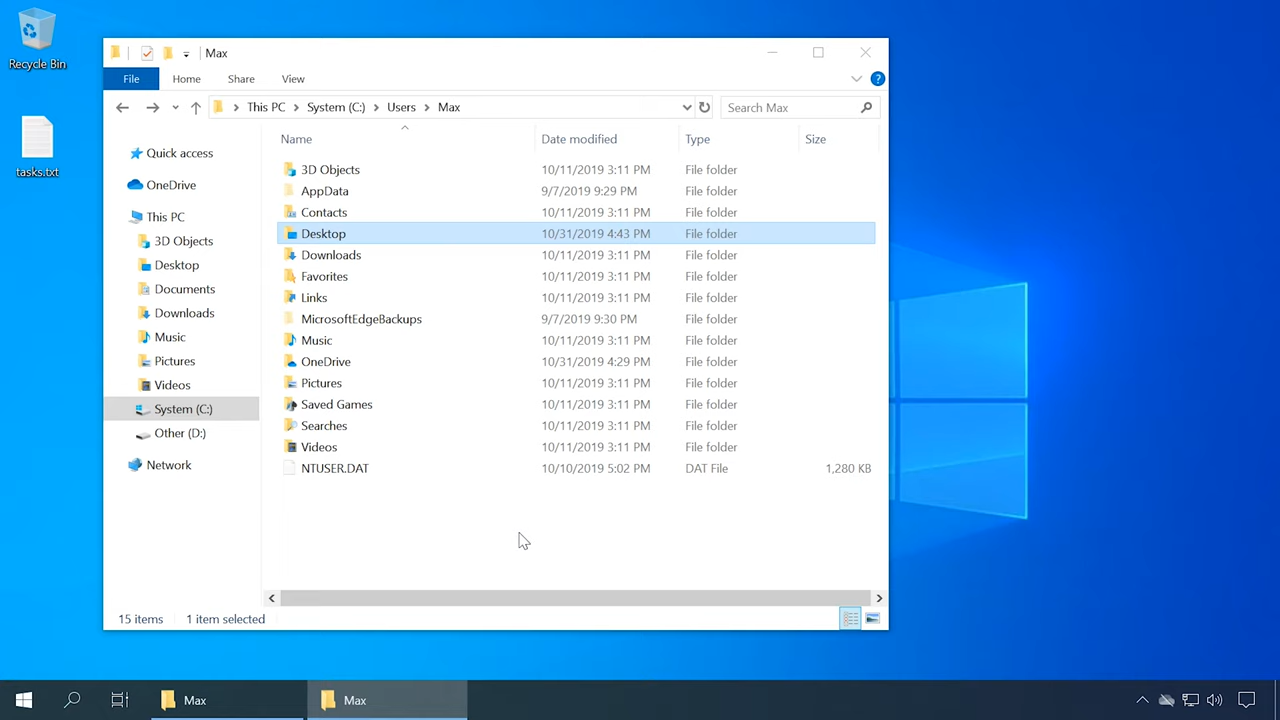 Recycle Bin
tasks.txt
Max
File Home Share View
This PC System (C:) Users Max
Search Max
Quick access
OneDrive
This PC
3D Objects
Desktop
Documents
Downloads
Music
Pictures
Videos
System (C:)
Other (D:)
Network
Name Date modified Type Size
3D Objects 10/11/2019 3:11 PM File folder
AppData 9/7/2019 9:29 PM File folder
Contacts 10/11/2019 3:11 PM File folder
Desktop 10/31/2019 4:43 PM File folder
Downloads 10/11/2019 3:11 PM File folder
Favorites 10/11/2019 3:11 PM File folder
Links 10/11/2019 3:11 PM File folder
MicrosoftEdgeBackups 9/7/2019 9:30 PM File folder
Music 10/11/2019 3:11 PM File folder
OneDrive 10/31/2019 4:29 PM File folder
Pictures 10/11/2019 3:11 PM File folder
Saved Games 10/11/2019 3:11 PM File folder
Searches 10/11/2019 3:11 PM File folder
Videos 10/11/2019 3:11 PM File folder
NTUSER.DAT 10/10/2019 5:02 PM DAT File 1,280 KB
15 items 1 item selected
Max Max